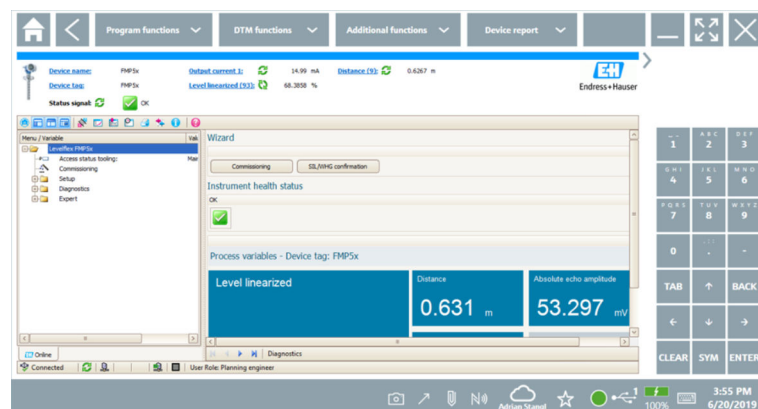 Program functions
DTM functions
Additional functions
Device report
Device name: FMP5x Output current 1: 14.99 mA Distance (9): 0.6267 m
Device tag: FMP5x Level linearized (93): 68.3858 %
Status signal: OK
Endress+Hauser
Menu / Variable
Levelflex FMP5x
Access status tooling:
Commissioning
Setup
Diagnostics
Expert
Wizard
Commissioning SIL/WHG confirmation
Instrument health status
OK
Process variables - Device tag: FMP5x
Level linearized
Distance
0.631 m
Absolute echo amplitude
53.297 mV
Diagnostics
Online
Connected
User Role: Planning engineer
1 ABC 2 DEF 3
GHI 4 JKL 5 MNO 6
PQRS 7 TUV 8 WXYZ 9
0 . -
TAB BACK
CLEAR SYM ENTER
1
100%
3:55 PM
6/20/2019